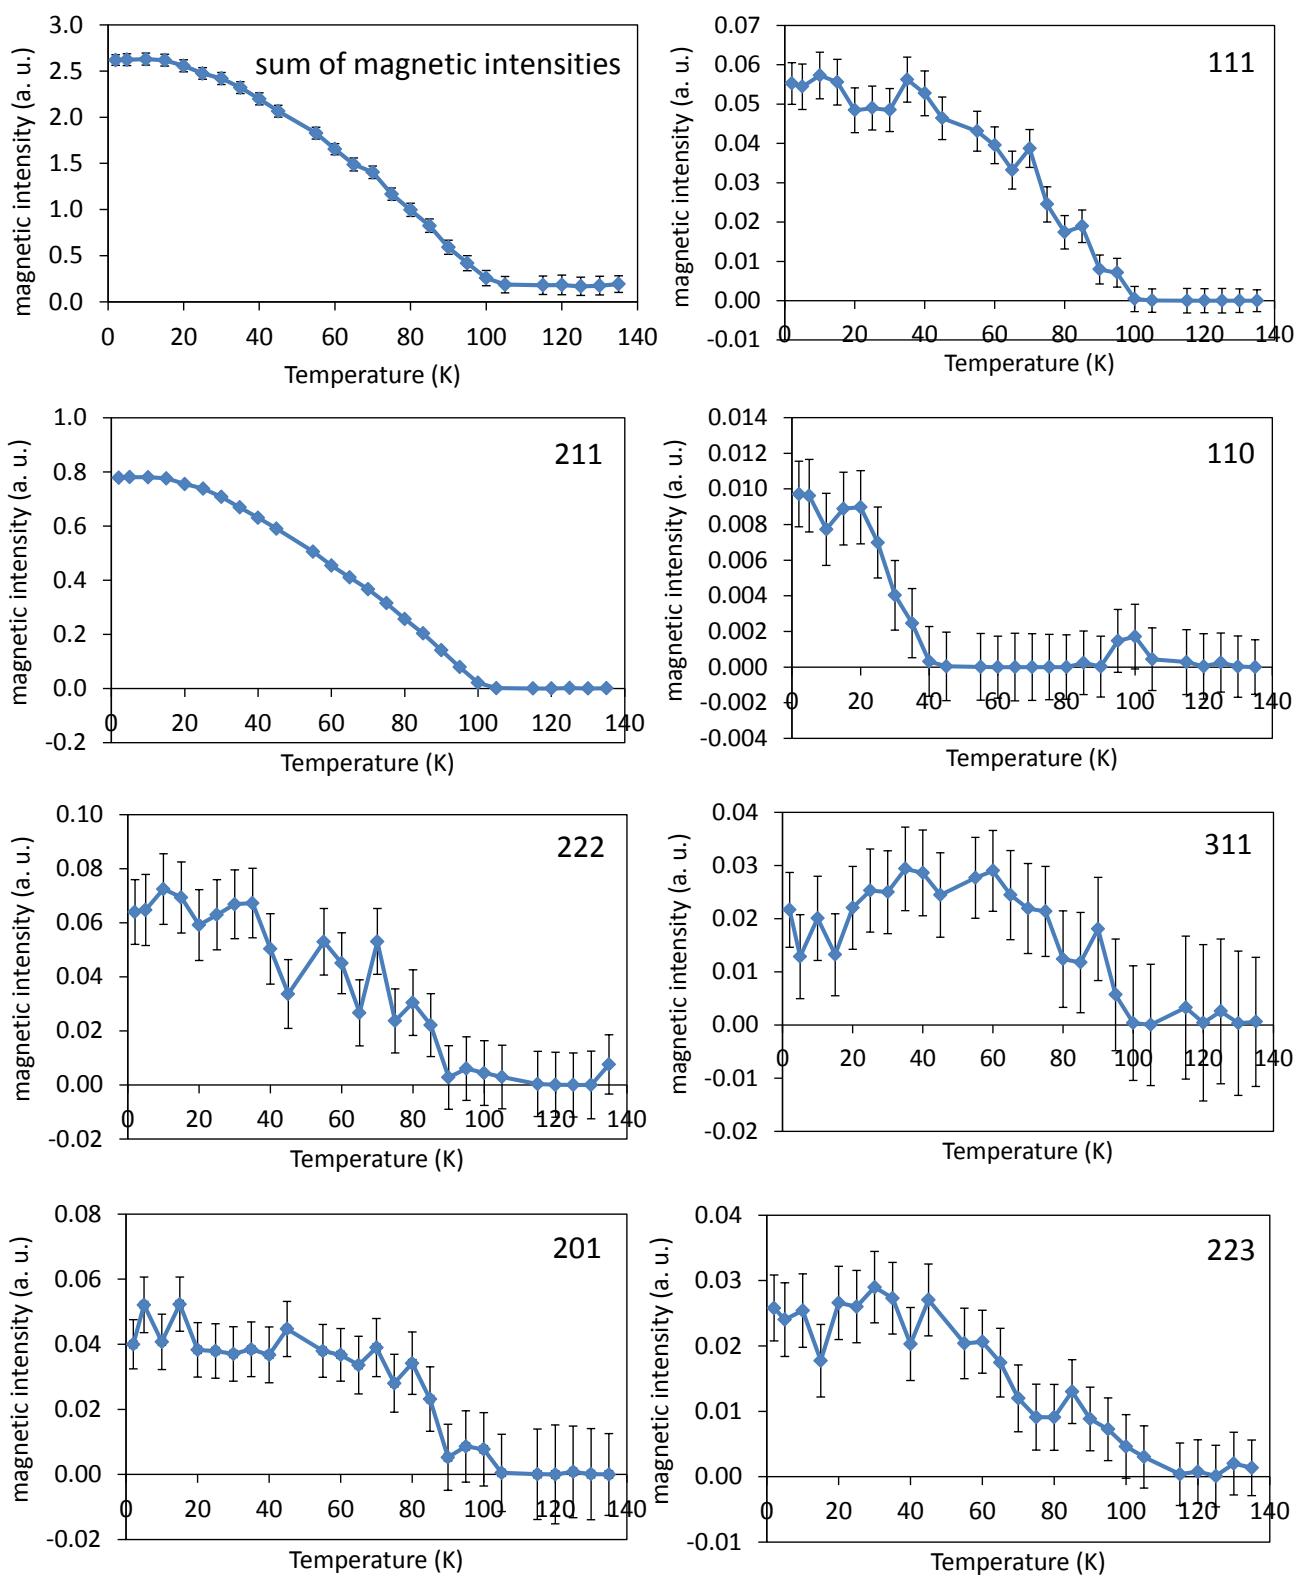 magnetic intensity (a. u.)
3.0
2.5
2.0
1.5
1.0
0.5
0.0
sum of magnetic intensities
0 20 40 60 80 100 120 140
Temperature (K)
magnetic intensity (a. u.)
0.07
0.06
0.05
0.04
0.03
0.02
0.01
0.00
-0.01
111
0 20 40 60 80 100 120 140
Temperature (K)
magnetic intensity (a. u.)
1.0
0.8
0.6
0.4
0.2
0.0
-0.2
211
0 20 40 60 80 100 120 140
Temperature (K)
magnetic intensity (a. u.)
0.014
0.012
0.010
0.008
0.006
0.004
0.002
0.000
-0.002
-0.004
110
0 20 40 60 80 100 120 140
Temperature (K)
magnetic intensity (a. u.)
0.10
0.08
0.06
0.04
0.02
0.00
-0.02
222
0 20 40 60 80 100 120 140
Temperature (K)
magnetic intensity (a. u.)
0.04
0.03
0.02
0.01
0.00
-0.01
-0.02
311
0 20 40 60 80 100 120 140
Temperature (K)
magnetic intensity (a. u.)
0.08
0.06
0.04
0.02
0.00
-0.02
201
0 20 40 60 80 100 120 140
Temperature (K)
magnetic intensity (a. u.)
0.04
0.03
0.02
0.01
0.00
-0.01
223
0 20 40 60 80 100 120 140
Temperature (K)